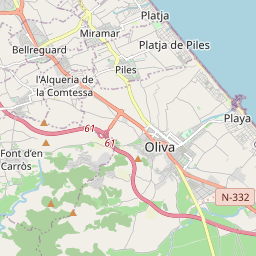 Platja
Miramar
Bellreguard
Platja de Piles
l'Alqueria de
la Comtessa
Piles
61
61
Playa
Oliva
Font d'en
Carròs
N-332